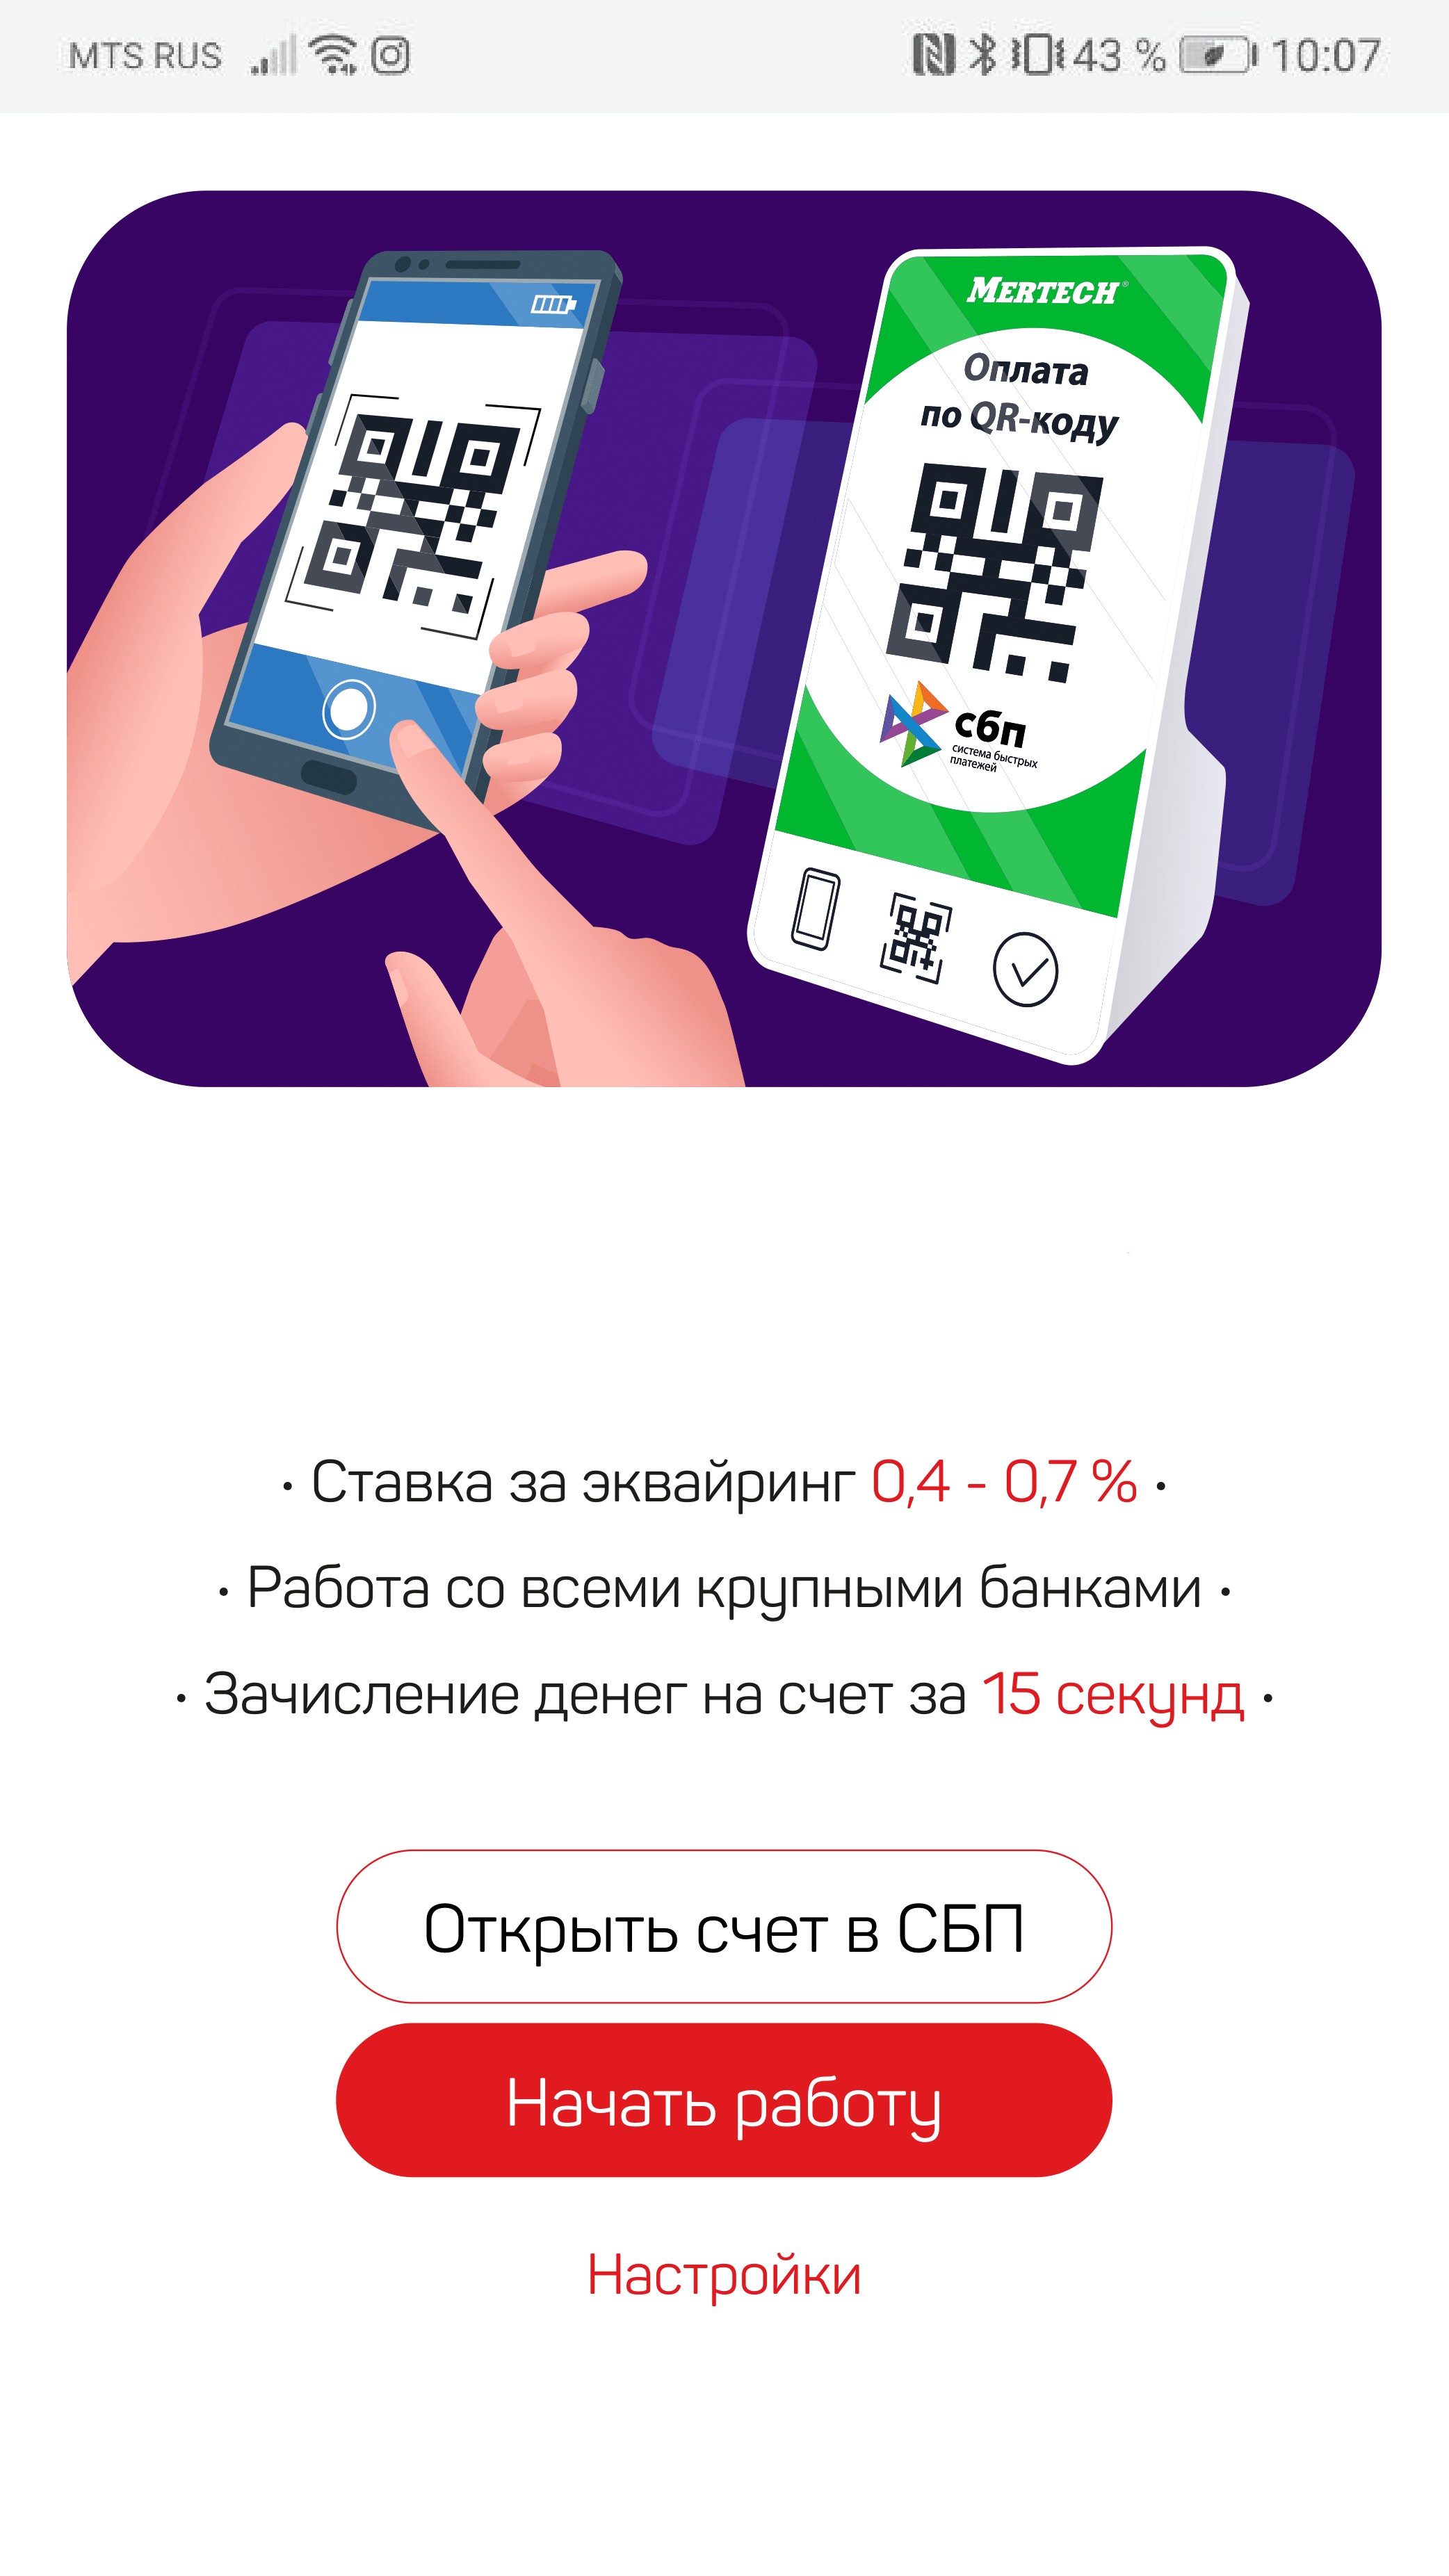 MTS RUS 43 % 10:07
MERTECH®
Оплата
по QR-коду
сбп
система быстрых
платежей
• Ставка за эквайринг 0,4 - 0,7 % •
• Работа со всеми крупными банками •
• Зачисление денег на счет за 15 секунд •
Открыть счет в СБП
Начать работу
Настройки